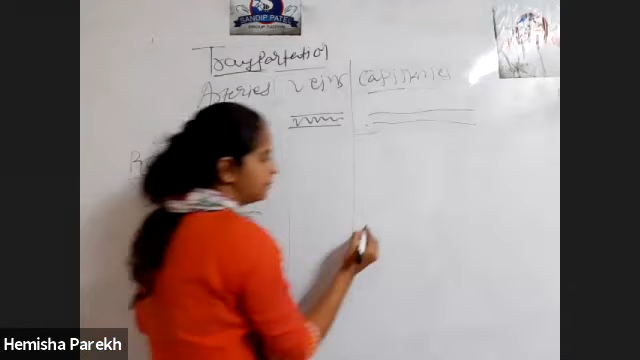 SANDIP PATEL
Transportation
Arteries Veins Capillaries
R
Hemisha Parekh